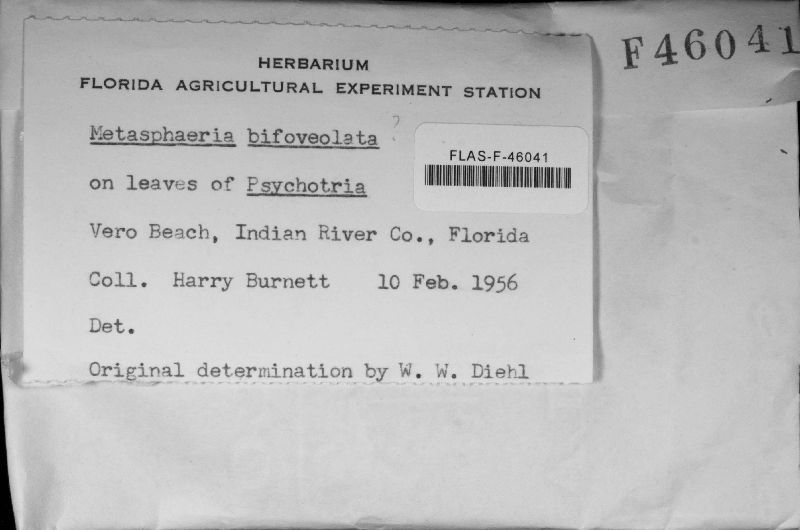 F46041
HERBARIUM
FLORIDA AGRICULTURAL EXPERIMENT STATION
Metasphaeria bifoveolata ?
FLAS-F-46041
on leaves of Psychotria
Vero Beach, Indian River Co., Florida
Coll. Harry Burnett 10 Feb. 1956
Det.
Original determination by W. W. Diehl